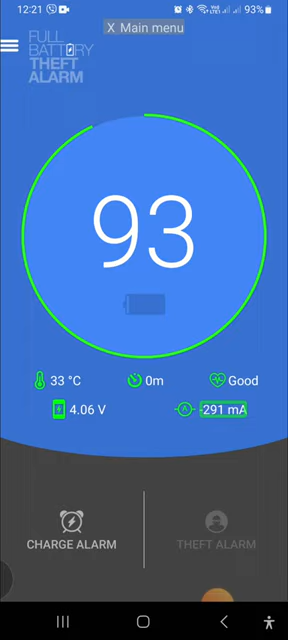 12:21 93%
X Main menu
FULL
BATTERY
THEFT
ALARM
93
33 °C 0m Good
4.06 V A -291 mA
CHARGE ALARM THEFT ALARM